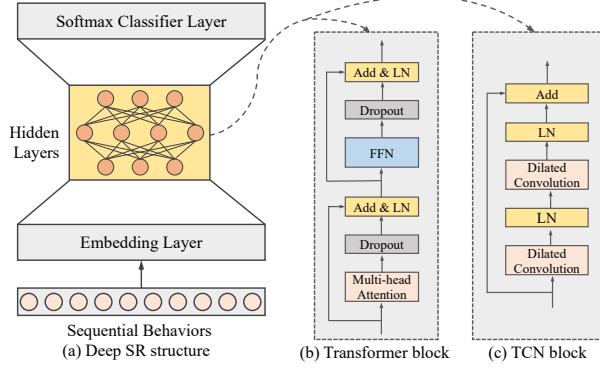 Softmax Classifier Layer
Hidden
Layers
Embedding Layer
Sequential Behaviors
(a) Deep SR structure
Add & LN
Dropout
FFN
Add & LN
Dropout
Multi-head
Attention
(b) Transformer block
Add
LN
Dilated
Convolution
LN
Dilated
Convolution
(c) TCN block